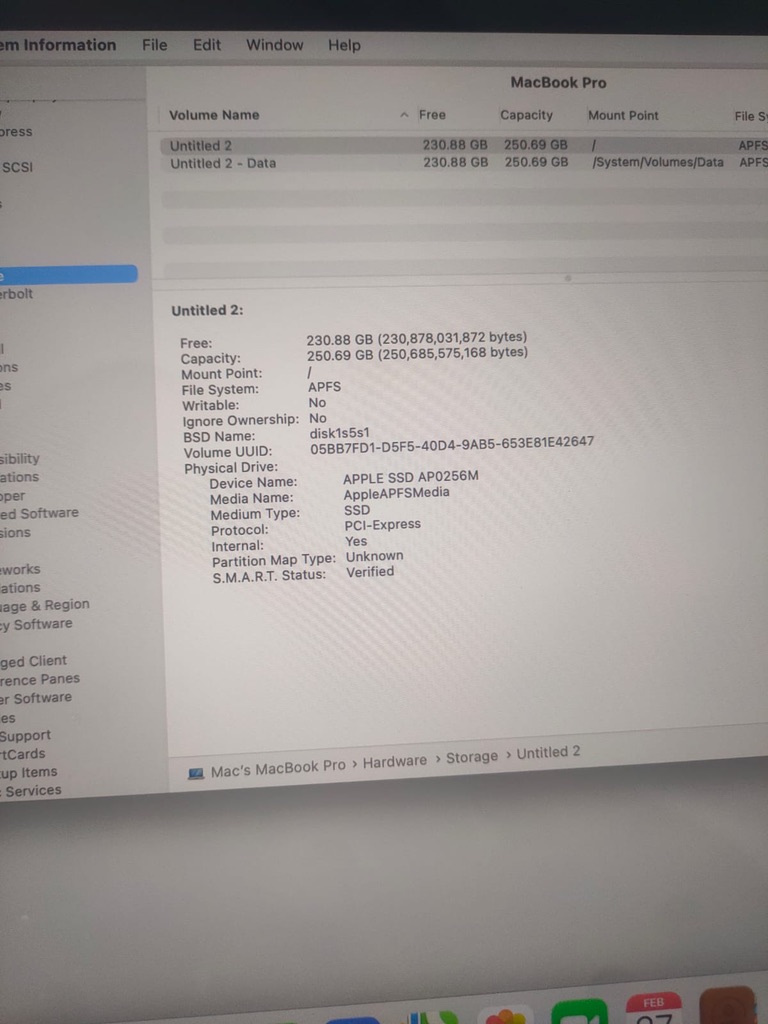 em Information File Edit Window Help
MacBook Pro
Volume Name Free Capacity Mount Point File Sy
Untitled 2 230.88 GB 250.69 GB / APFS
Untitled 2 - Data 230.88 GB 250.69 GB /System/Volumes/Data APFS
press
SCSI
e
erbolt
l
ons
es
l
sibility
ations
oper
ed Software
sions
eworks
ations
uage & Region
cy Software
ged Client
rence Panes
er Software
es
Support
rtCards
tup Items
Services
Untitled 2:
Free: 230.88 GB (230,878,031,872 bytes)
Capacity: 250.69 GB (250,685,575,168 bytes)
Mount Point: /
File System: APFS
Writable: No
Ignore Ownership: No
BSD Name: disk1s5s1
Volume UUID: 05BB7FD1-D5F5-40D4-9AB5-653E81E42647
Physical Drive:
Device Name: APPLE SSD AP0256M
Media Name: AppleAPFSMedia
Medium Type: SSD
Protocol: PCI-Express
Internal: Yes
Partition Map Type: Unknown
S.M.A.R.T. Status: Verified
Mac's MacBook Pro › Hardware › Storage › Untitled 2
FEB